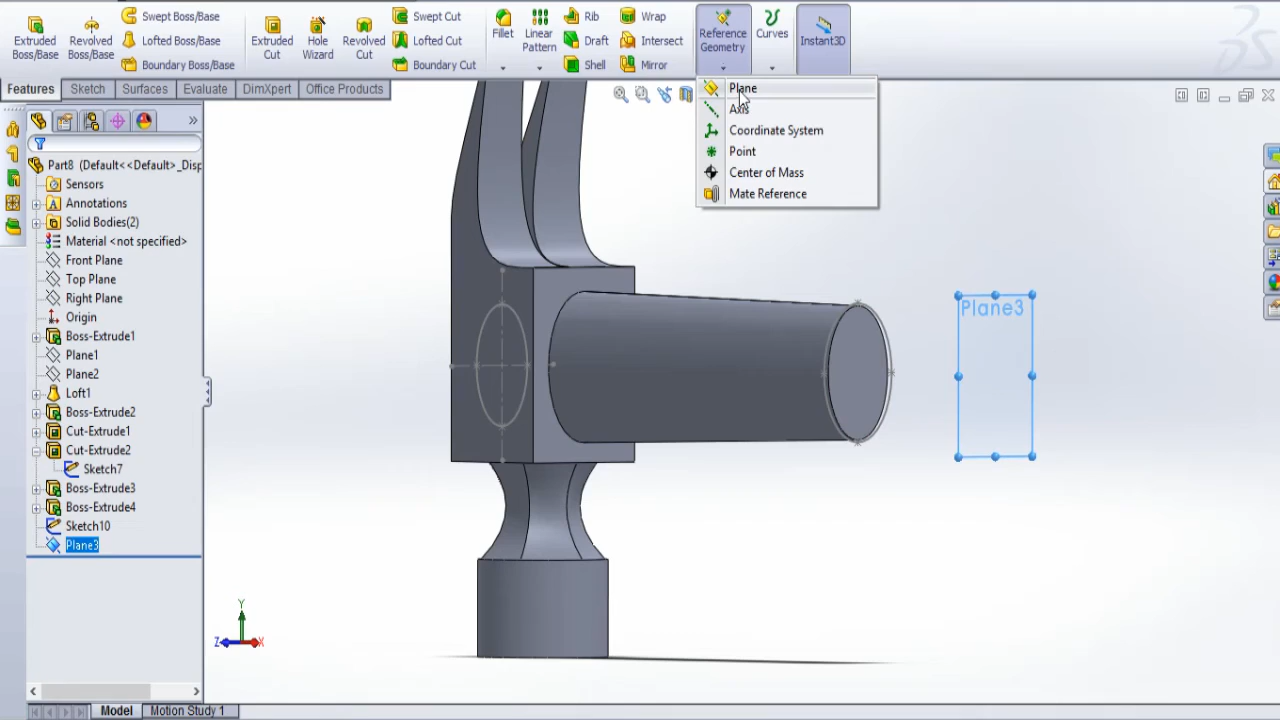 Extruded Boss/Base
Revolved Boss/Base
Swept Boss/Base
Lofted Boss/Base
Boundary Boss/Base
Extruded Cut
Hole Wizard
Revolved Cut
Swept Cut
Lofted Cut
Boundary Cut
Fillet
Linear Pattern
Rib
Draft
Shell
Wrap
Intersect
Mirror
Reference Geometry
Curves
Instant3D
Features
Sketch
Surfaces
Evaluate
DimXpert
Office Products
Plane
Axis
Coordinate System
Point
Center of Mass
Mate Reference
Part8 (Default<<Default>_Disp
Sensors
Annotations
Solid Bodies(2)
Material <not specified>
Front Plane
Top Plane
Right Plane
Origin
Boss-Extrude1
Plane1
Plane2
Loft1
Boss-Extrude2
Cut-Extrude1
Cut-Extrude2
Sketch7
Boss-Extrude3
Boss-Extrude4
Sketch10
Plane3
Plane3
Y
Z
X
Model
Motion Study 1